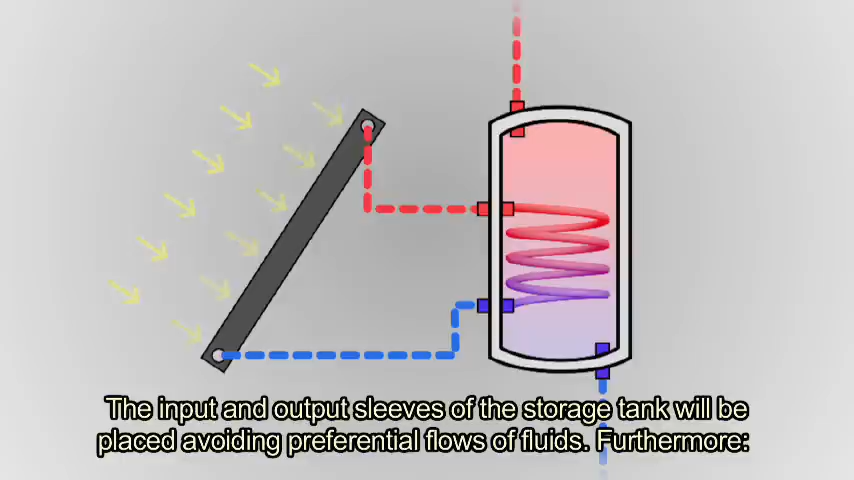 The input and output sleeves of the storage tank will be
placed avoiding preferential flows of fluids. Furthermore: